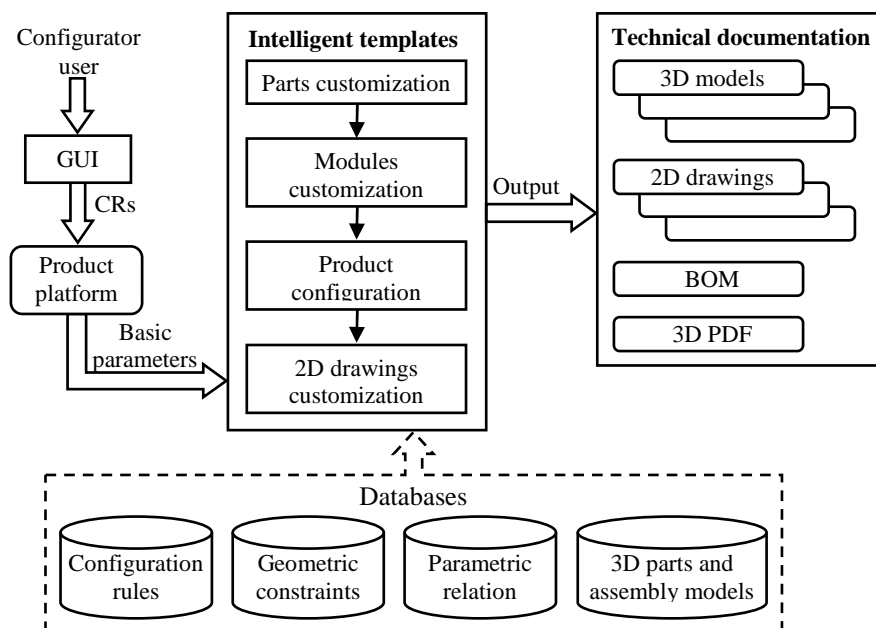 Configurator
user
GUI
CRs
Product
platform
Basic
parameters
Intelligent templates
Parts customization
Modules
customization
Product
configuration
2D drawings
customization
Output
Technical documentation
3D models
2D drawings
BOM
3D PDF
Databases
Configuration
rules
Geometric
constraints
Parametric
relation
3D parts and
assembly models